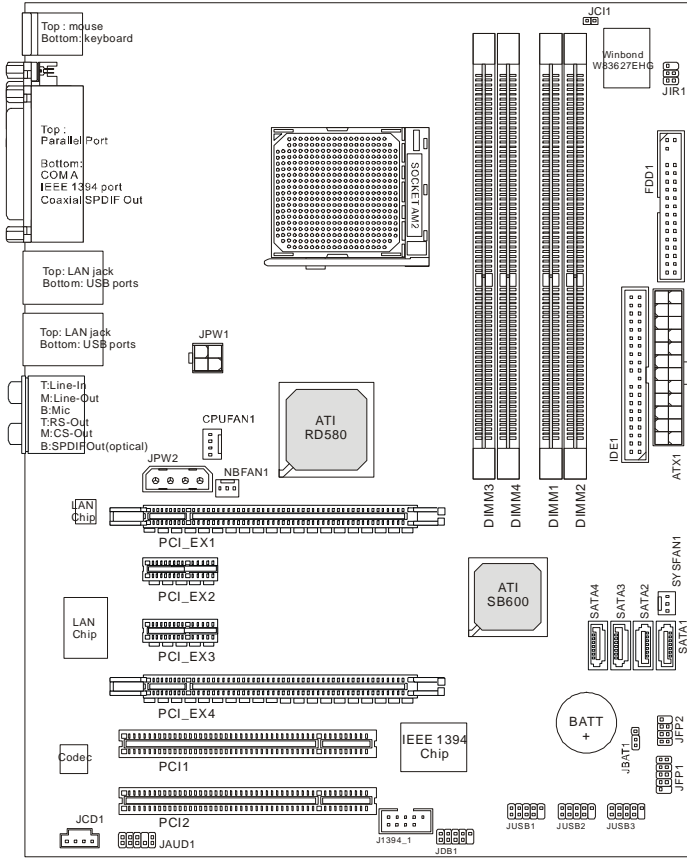 JCI1
Top : mouse
Bottom: keyboard
Winbond
W83627EHG
JIR1
Top :
Parallel Port
Bottom:
COM A
IEEE 1394 port
Coaxial SPDIF Out
SOCKET AM2
FDD1
Top: LAN jack
Bottom: USB ports
Top: LAN jack
Bottom: USB ports
JPW1
T:Line-In
M:Line-Out
B:Mic
T:RS-Out
M:CS-Out
B:SPDIFOut(optical)
CPUFAN1
ATI
RD580
IDE1
ATX1
JPW2
NBFAN1
DIMM3
DIMM4
DIMM1
DIMM2
LAN
Chip
PCI_EX1
PCI_EX2
ATI
SB600
SYSFAN1
SATA4
SATA3
SATA2
SATA1
LAN
Chip
PCI_EX3
PCI_EX4
BATT
+
JFP2
IEEE 1394
Chip
JBAT1
Codec
PCI1
JFP1
PCI2
JCD1
JAUD1
J1394_1
JDB1
JUSB1
JUSB2
JUSB3